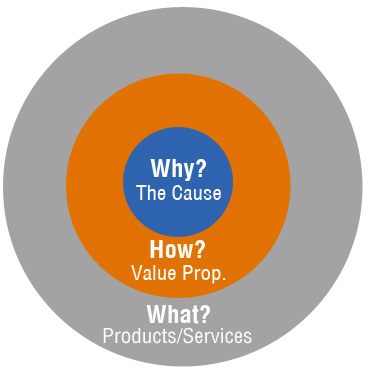 Why?
The Cause
How?
Value Prop.
What?
Products/Services